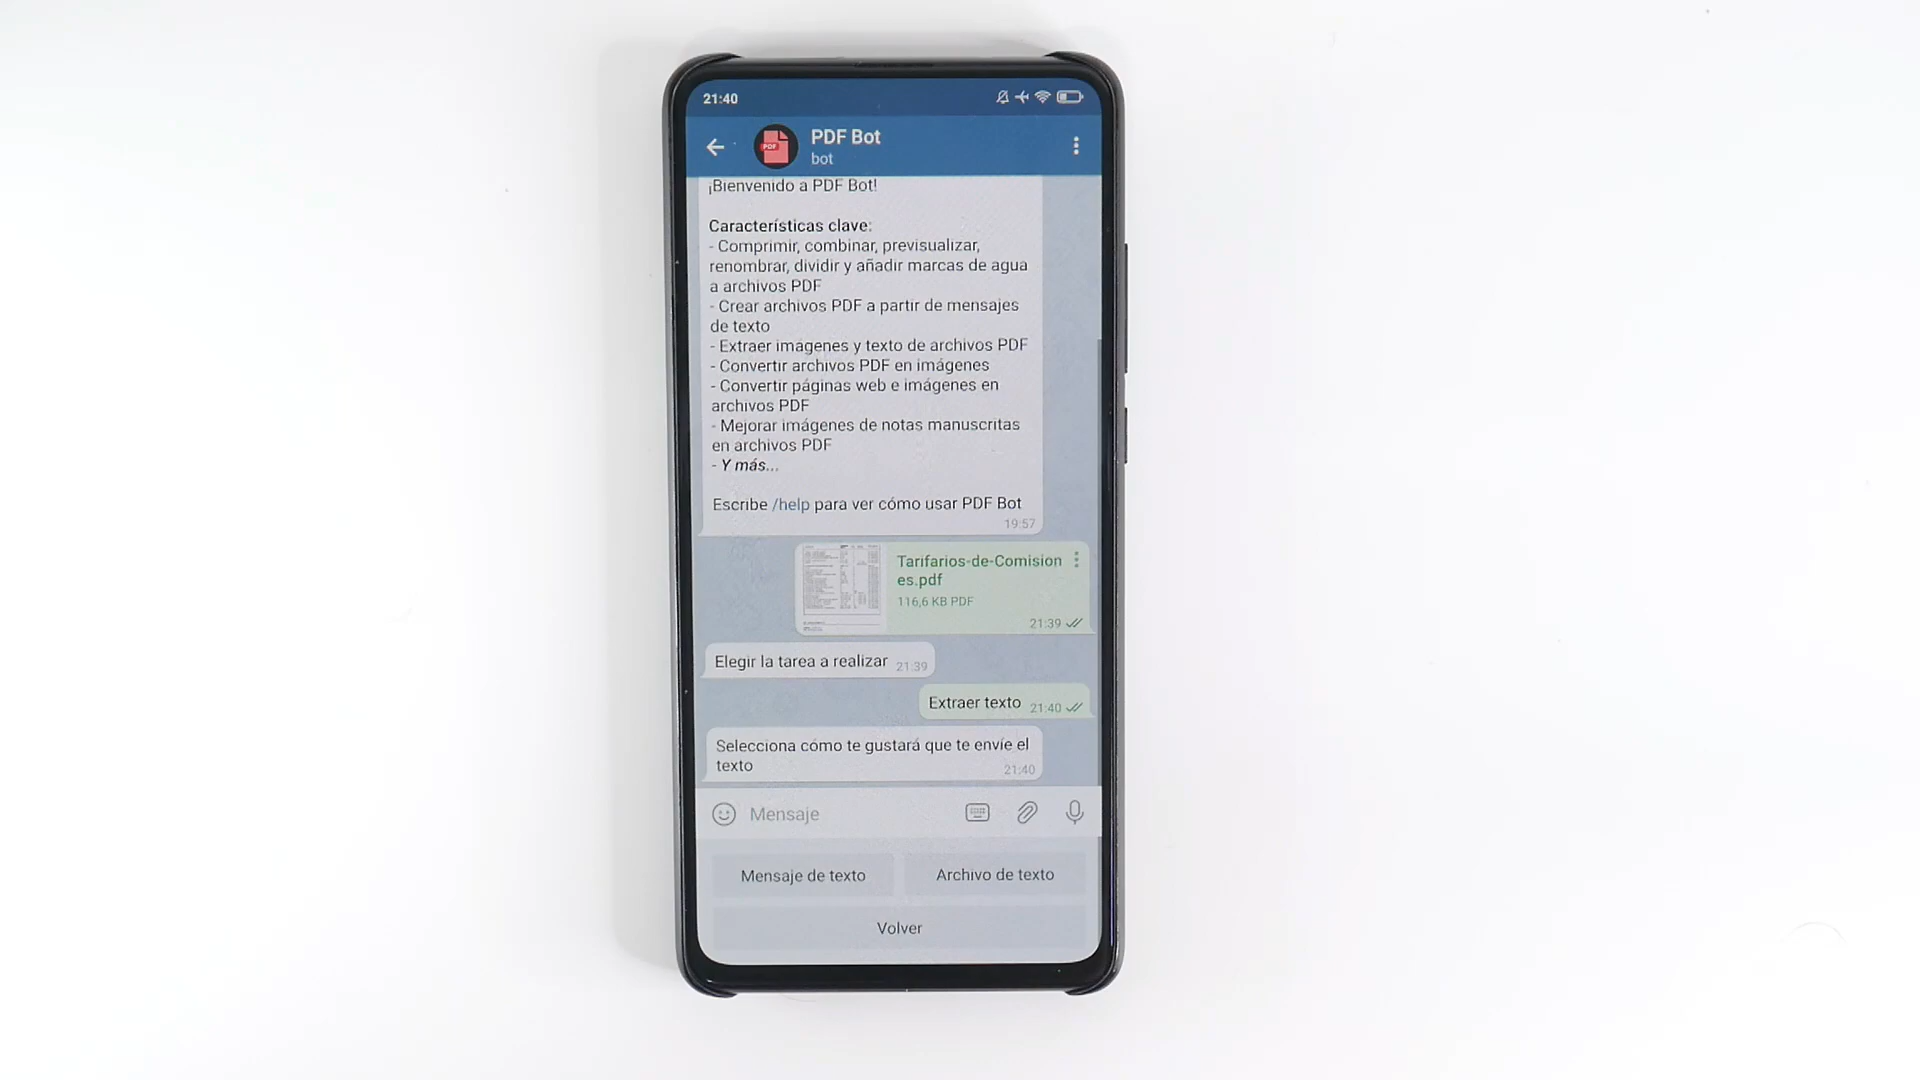 21:40
PDF Bot
bot
¡Bienvenido a PDF Bot!
Características clave:
- Comprimir, combinar, previsualizar,
renombrar, dividir y añadir marcas de agua
a archivos PDF
- Crear archivos PDF a partir de mensajes
de texto
- Extraer imágenes y texto de archivos PDF
- Convertir archivos PDF en imágenes
- Convertir páginas web e imágenes en
archivos PDF
- Mejorar imágenes de notas manuscritas
en archivos PDF
- Y más...
Escribe /help para ver cómo usar PDF Bot
19:57
Tarifarios-de-Comision
es.pdf
116,6 KB PDF
21:39
Elegir la tarea a realizar 21:39
Extraer texto 21:40
Selecciona cómo te gustará que te envíe el
texto
21:40
Mensaje
Mensaje de texto
Archivo de texto
Volver